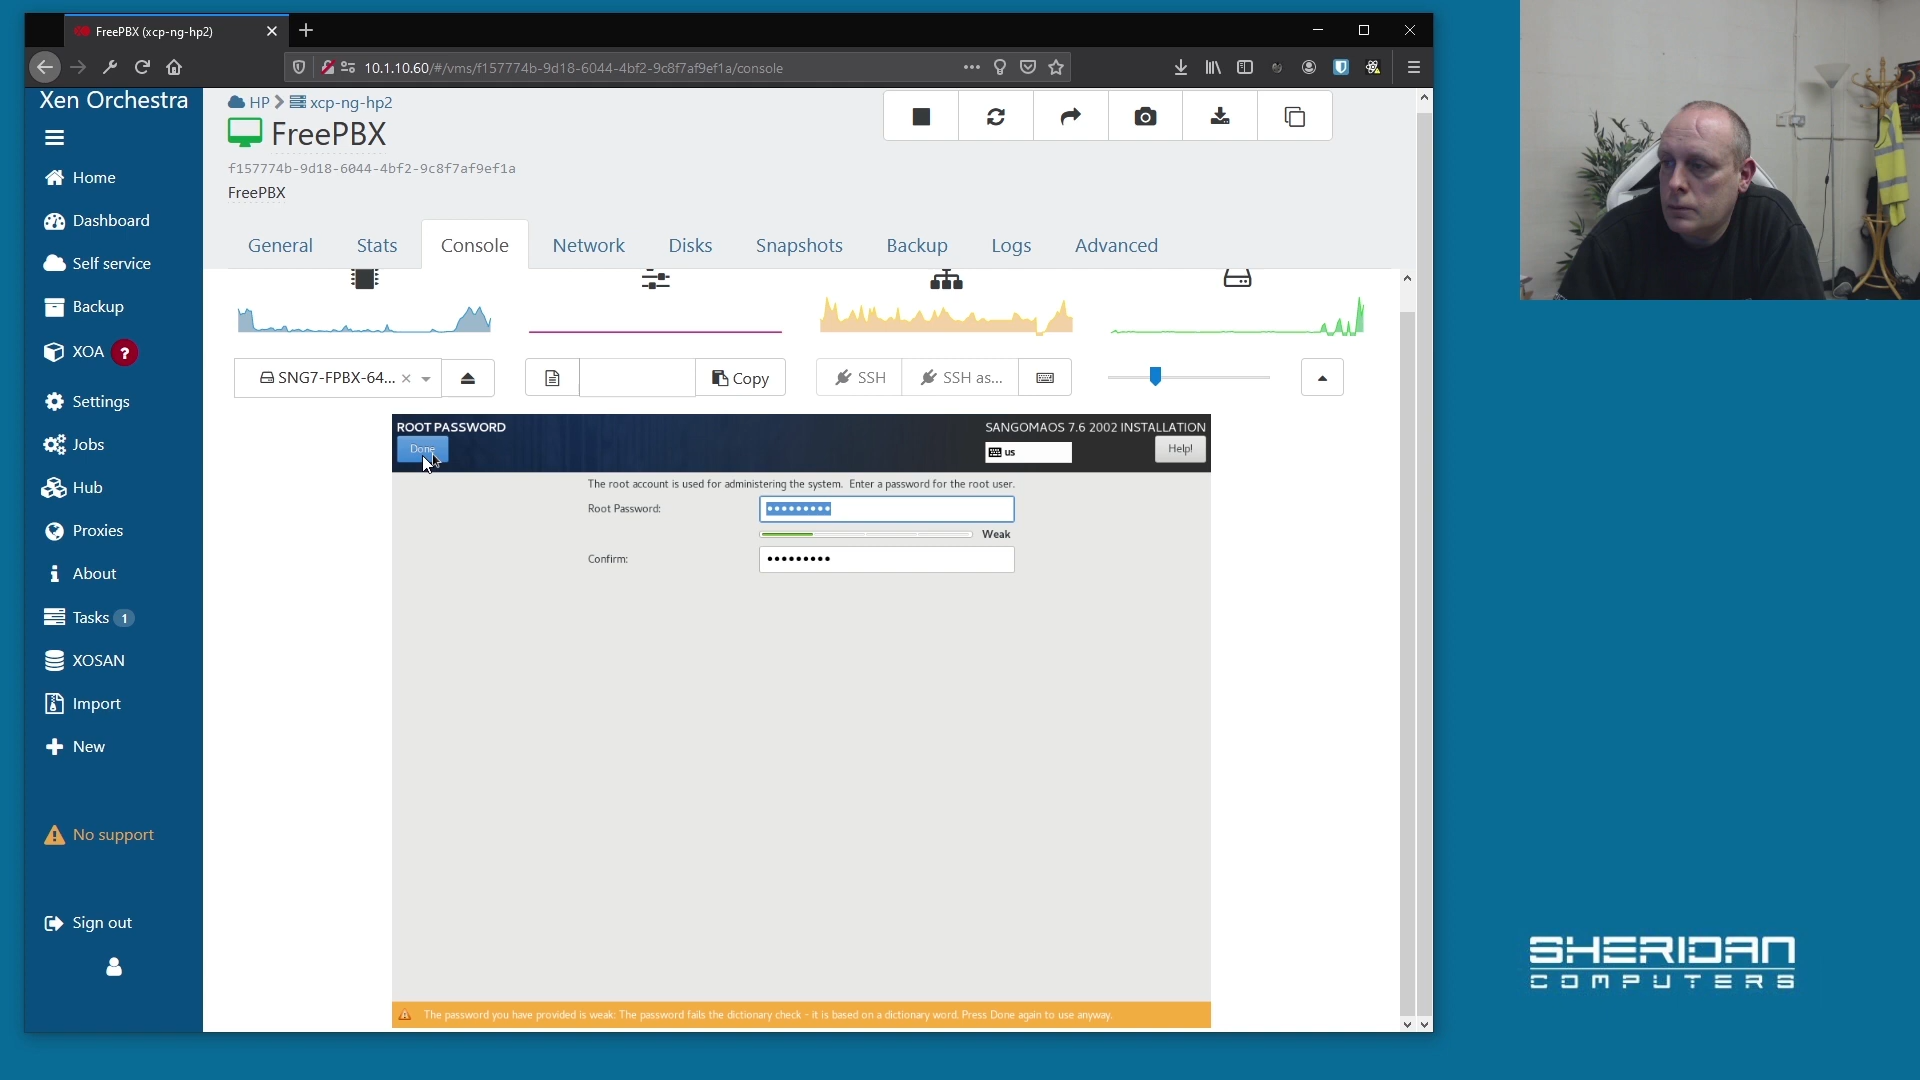 FreePBX (xcp-ng-hp2)
10.1.10.60/#/vms/f157774b-9d18-6044-4bf2-9c8f7af9ef1a/console
Xen Orchestra
Home
Dashboard
Self service
Backup
XOA ?
Settings
Jobs
Hub
Proxies
About
Tasks 1
XOSAN
Import
New
No support
Sign out
HP xcp-ng-hp2
FreePBX
f157774b-9d18-6044-4bf2-9c8f7af9ef1a
FreePBX
General Stats Console Network Disks Snapshots Backup Logs Advanced
SNG7-FPBX-64... Copy SSH SSH as...
ROOT PASSWORD SANGOMAOS 7.6 2002 INSTALLATION
Done us Help!
The root account is used for administering the system. Enter a password for the root user.
Root Password: •••••••••
Weak
Confirm: •••••••••
The password you have provided is weak: The password fails the dictionary check - it is based on a dictionary word. Press Done again to use anyway.
SHERIDAN
COMPUTERS